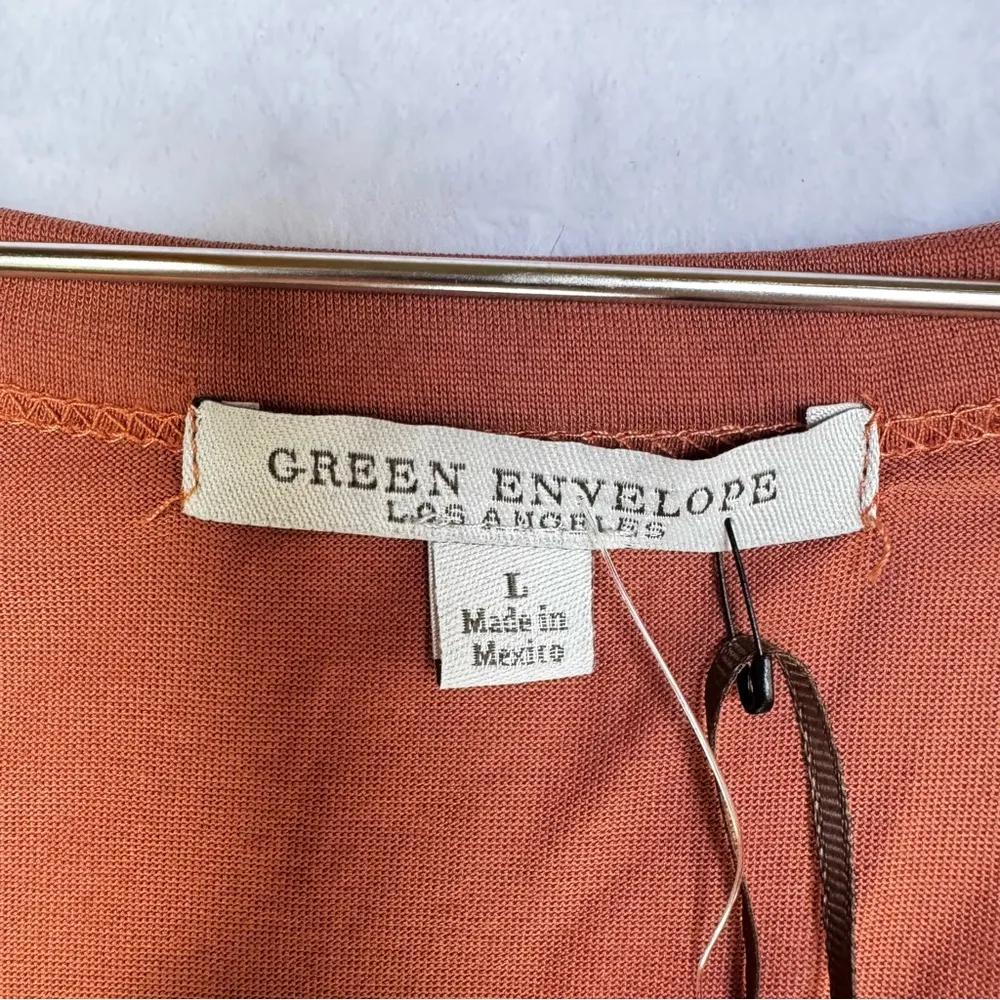 GREEN ENVELOPE
LOS ANGELES
L
Made in
Mexico